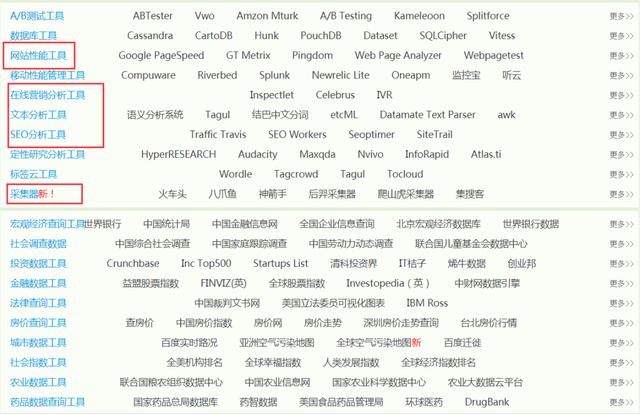 A/B测试工具 ABTester Vwo Amzon Mturk A/B Testing Kameleoon Splitforce 更多>>
数据库工具 Cassandra CartoDB Hunk PouchDB Dataset SQLCipher Vitess 更多>>
网站性能工具 Google PageSpeed GT Metrix Pingdom Web Page Analyzer Webpagetest 更多>>
移动性能管理工具 Compuware Riverbed Splunk Newrelic Lite Oneapm 监控宝 听云 更多>>
在线营销分析工具 Inspectlet Celebrus IVR 更多>>
文本分析工具 语义分析系统 Tagul 结巴中文分词 etcML Datamate Text Parser awk 更多>>
SEO分析工具 Traffic Travis SEO Workers Seoptimer SiteTrail 更多>>
定性研究分析工具 HyperRESEARCH Audacity Maxqda Nvivo InfoRapid Atlas.ti 更多>>
标签云工具 Wordle Tagcrowd Tagul Tocloud 更多>>
采集器新！ 火车头 八爪鱼 神箭手 后羿采集器 爬山虎采集器 集搜客 更多>>
宏观经济查询工具 世界银行 中国统计局 中国金融信息网 全国企业信息查询 北京宏观经济数据库 世界银行数据 更多>>
社会调查数据 中国综合社会调查 中国家庭跟踪调查 中国劳动力动态调查 联合国儿童基金会数据中心 更多>>
投资数据工具 Crunchbase Inc Top500 Startups List 清科投资界 IT桔子 烯牛数据 创业邦 更多>>
金融数据工具 益盟股票指数 FINVIZ(英) 全球股票指数 Investopedia ( 英 ) 中财网数据引擎 更多>>
法律查询工具 中国裁判文书网 美国立法委员可视化图表 IBM Ross 更多>>
房价查询工具 查房价 中国房价指数 房价网 房价走势 深圳房价走势查询 台北房价行情 更多>>
城市数据工具 百度实时路况 亚洲空气污染地图 全球空气污染地图新 百度迁徙 更多>>
社会指数工具 全美机构排名 全球幸福指数 人类发展指数 全球经济指数排名 更多>>
农业数据工具 联合国粮农组织数据中心 中国农业信息网 国家农业科学数据中心 农业大数据云平台 更多>>
药品数据查询工具 国家药品总局数据库 药智数据 美国食品药品管理局 环球医药 DrugBank 更多>>